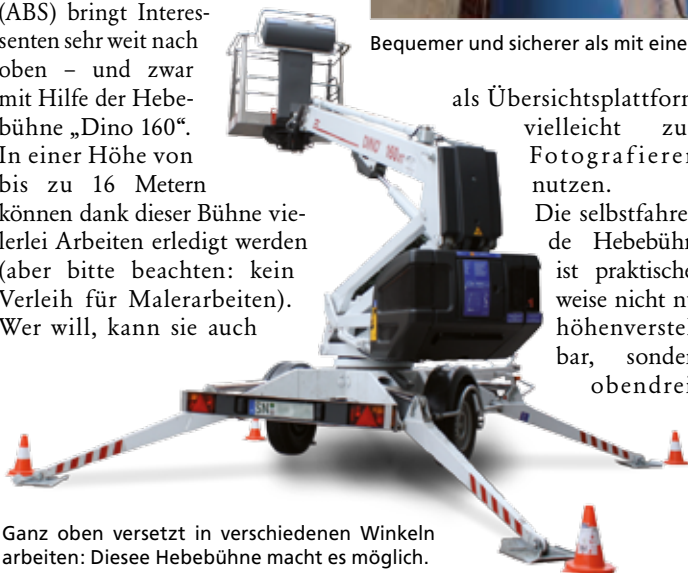 (ABS) bringt Interes-
senten sehr weit nach
oben – und zwar
mit Hilfe der Hebe-
bühne „Dino 160“.
In einer Höhe von
bis zu 16 Metern
können dank dieser Bühne vie-
lerlei Arbeiten erledigt werden
(aber bitte beachten: kein
Verleih für Malerarbeiten).
Wer will, kann sie auch
Bequemer und sicherer als mit eine
als Übersichtsplattform
vielleicht zu
Fotografieren
nutzen.
Die selbstfahre
de Hebebühn
ist praktische
weise nicht n
höhenverstel
bar, sonder
obendrei
DINO 160
SN
Ganz oben versetzt in verschiedenen Winkeln
arbeiten: Diesee Hebebühne macht es möglich.